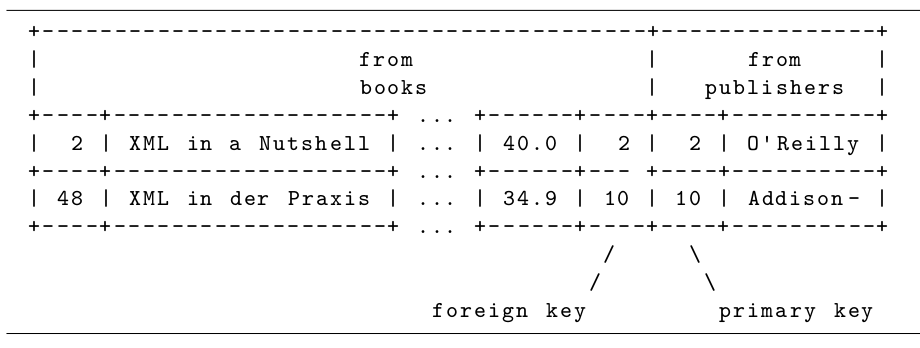 +------------------------------------------+---------------+
|                  from                    |     from      |
|                  books                   |  publishers   |
+----+-------------------+ ... +------+----+----+----------+
|  2 | XML in a Nutshell | ... | 40.0 |  2 |  2 | O'Reilly |
+----+-------------------+ ... +------+--- +----+----------+
| 48 | XML in der Praxis | ... | 34.9 | 10 | 10 | Addison- |
+----+-------------------+ ... +------+----+----+----------+
/ \
/ \
foreign key primary key